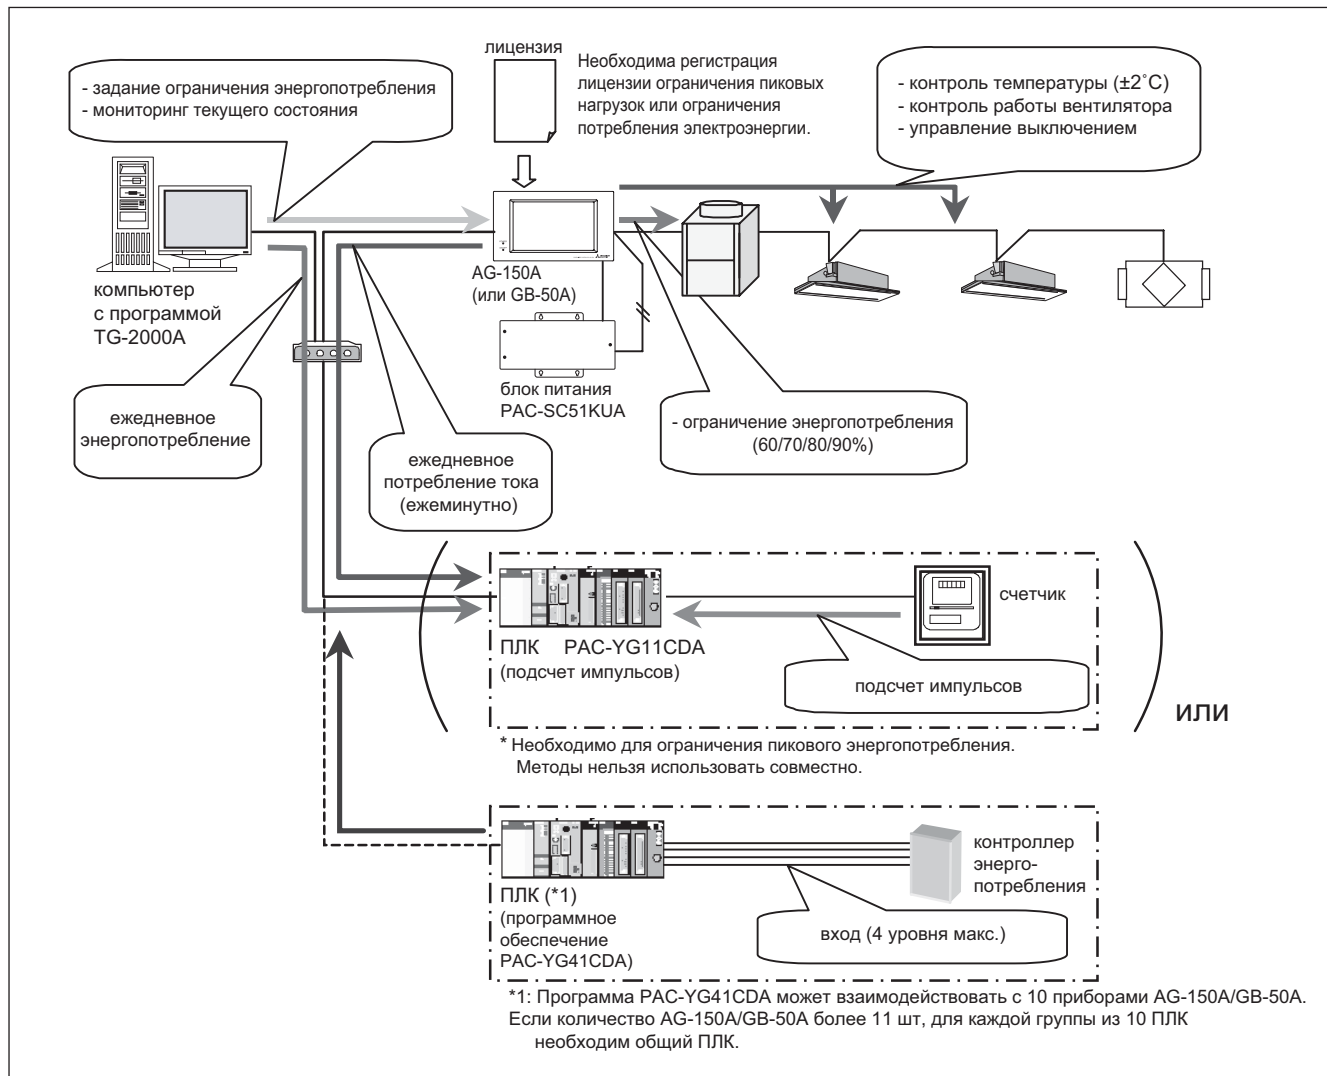 - задание ограничения энергопотребления
- мониторинг текущего состояния
лицензия
Необходима регистрация
лицензии ограничения пиковых
нагрузок или ограничения
потребления электроэнергии.
- контроль температуры (±2˚C)
- контроль работы вентилятора
- управление выключением
компьютер
с программой
TG-2000A
AG-150A
(или GB-50A)
блок питания
PAC-SC51KUA
ежедневное
энергопотребление
ежедневное
потребление тока
(ежеминутно)
- ограничение энергопотребления
(60/70/80/90%)
ПЛК PAC-YG11CDA
(подсчет импульсов)
счетчик
подсчет импульсов
или
* Необходимо для ограничения пикового энергопотребления.
Методы нельзя использовать совместно.
ПЛК (*1)
(программное
обеспечение
PAC-YG41CDA)
контроллер
энерго-
потребления
вход (4 уровня макс.)
*1: Программа PAC-YG41CDA может взаимодействовать с 10 приборами AG-150A/GB-50A.
Если количество AG-150A/GB-50A более 11 шт, для каждой группы из 10 ПЛК
необходим общий ПЛК.